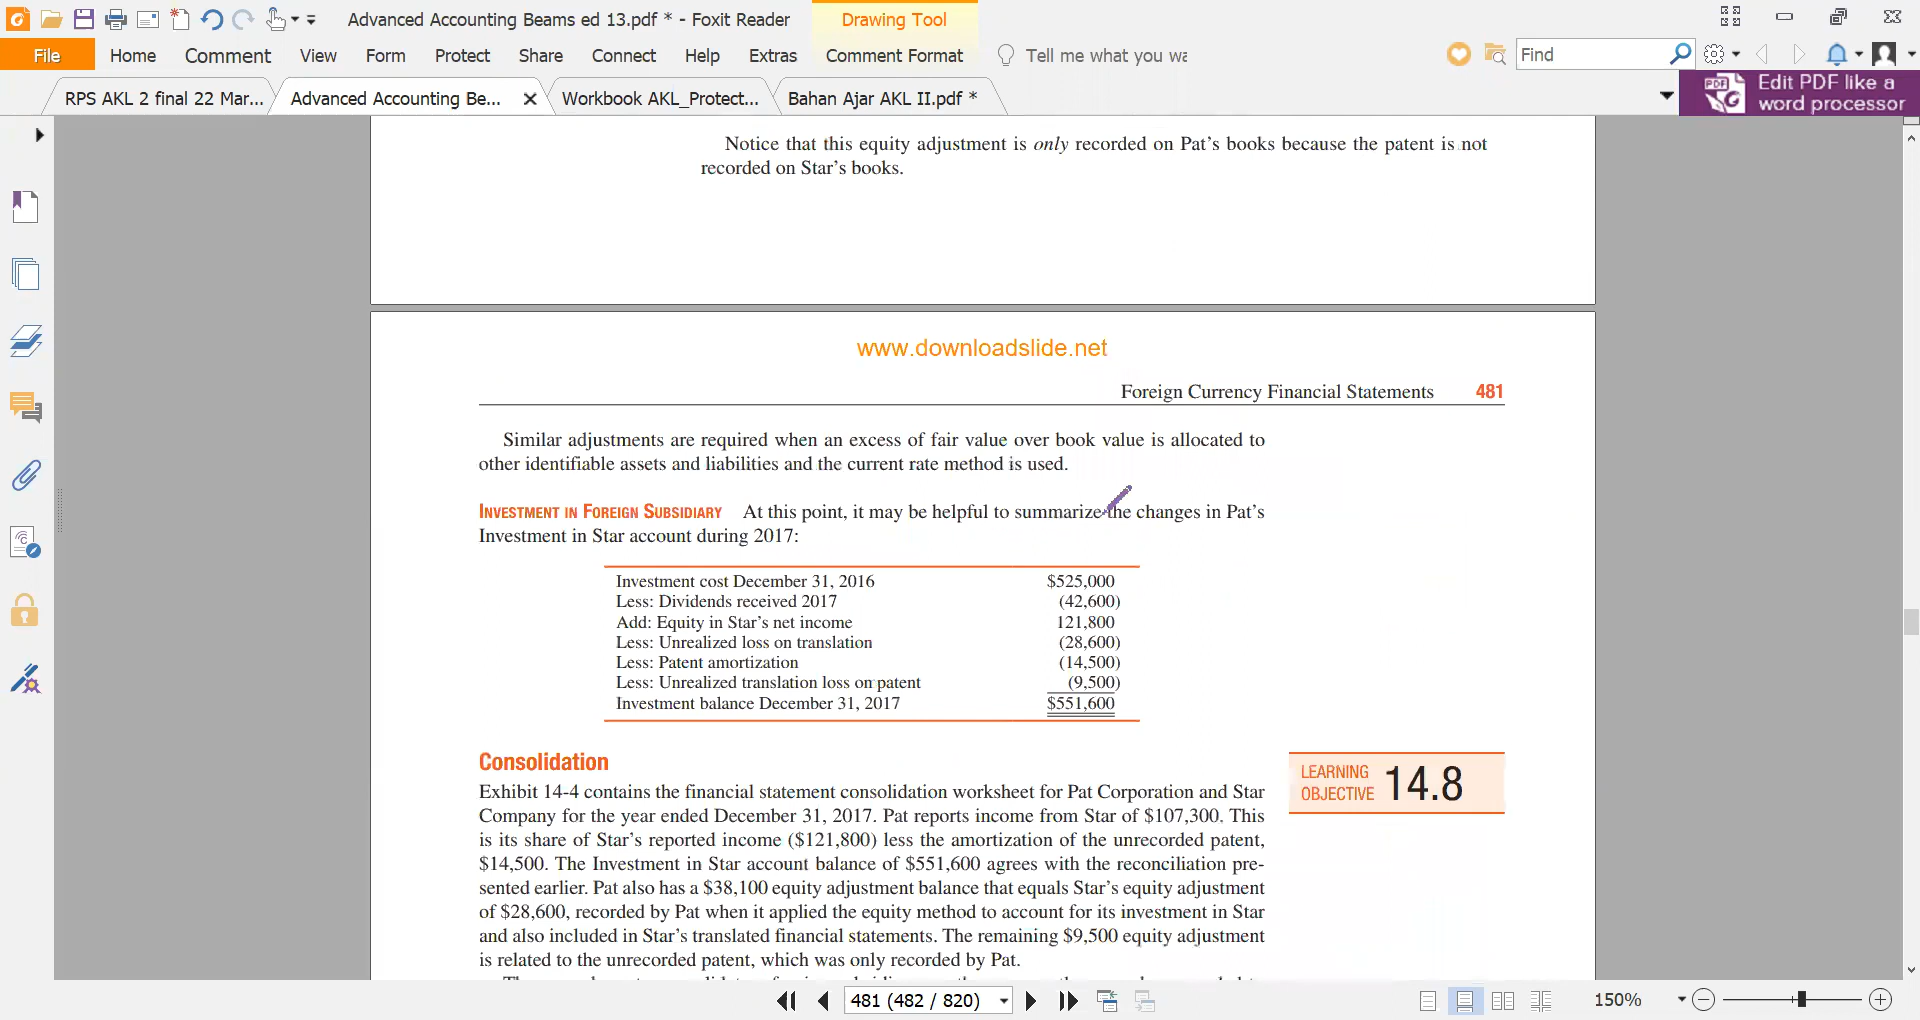 Advanced Accounting Beams ed 13.pdf * - Foxit Reader
Drawing Tool
File Home Comment View Form Protect Share Connect Help Extras Comment Format Tell me what you wa Find
RPS AKL 2 final 22 Mar... Advanced Accounting Be... Workbook AKL_Protect... Bahan Ajar AKL II.pdf *
PDF Edit PDF like a
word processor
Notice that this equity adjustment is only recorded on Pat's books because the patent is not
recorded on Star's books.
www.downloadslide.net
Foreign Currency Financial Statements 481
Similar adjustments are required when an excess of fair value over book value is allocated to
other identifiable assets and liabilities and the current rate method is used.
INVESTMENT IN FOREIGN SUBSIDIARY At this point, it may be helpful to summarize the changes in Pat's
Investment in Star account during 2017:
Investment cost December 31, 2016 $525,000
Less: Dividends received 2017 (42,600)
Add: Equity in Star's net income 121,800
Less: Unrealized loss on translation (28,600)
Less: Patent amortization (14,500)
Less: Unrealized translation loss on patent (9,500)
Investment balance December 31, 2017 $551,600
Consolidation
Exhibit 14-4 contains the financial statement consolidation worksheet for Pat Corporation and Star
Company for the year ended December 31, 2017. Pat reports income from Star of $107,300. This
is its share of Star's reported income ($121,800) less the amortization of the unrecorded patent,
$14,500. The Investment in Star account balance of $551,600 agrees with the reconciliation pre-
sented earlier. Pat also has a $38,100 equity adjustment balance that equals Star's equity adjustment
of $28,600, recorded by Pat when it applied the equity method to account for its investment in Star
and also included in Star's translated financial statements. The remaining $9,500 equity adjustment
is related to the unrecorded patent, which was only recorded by Pat.
LEARNING
OBJECTIVE 14.8
481 (482 / 820)
150%